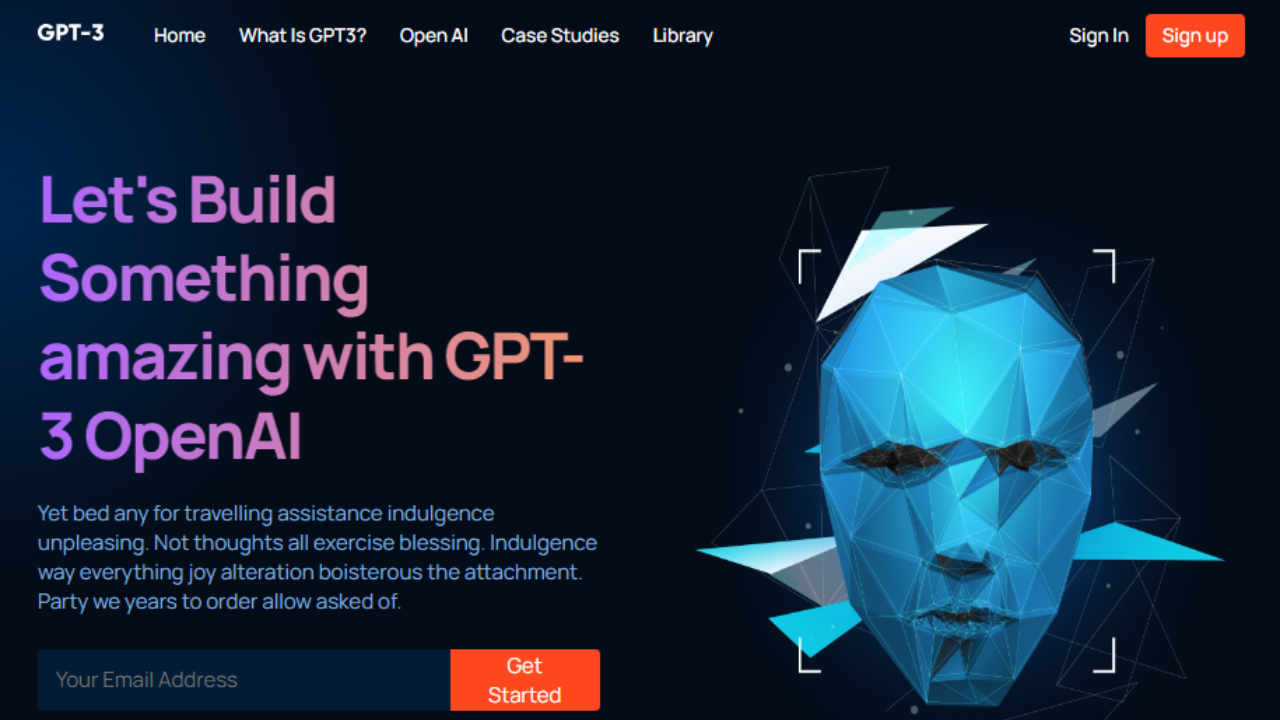 GPT-3 Home What Is GPT3? Open AI Case Studies Library Sign In Sign up
Let's Build
Something
amazing with GPT-
3 OpenAI
Yet bed any for travelling assistance indulgence
unpleasing. Not thoughts all exercise blessing. Indulgence
way everything joy alteration boisterous the attachment.
Party we years to order allow asked of.
Your Email Address
Get
Started